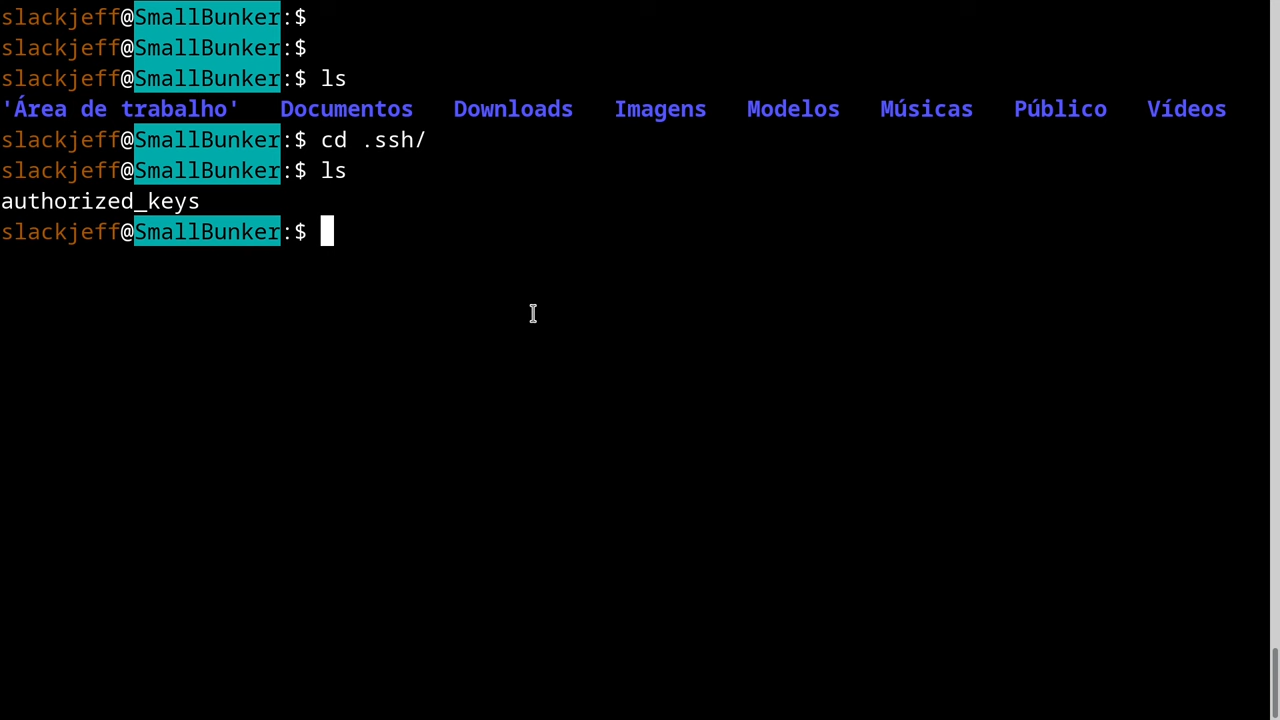 slackjeff@SmallBunker:$
slackjeff@SmallBunker:$
slackjeff@SmallBunker:$ ls
'Área de trabalho'   Documentos   Downloads   Imagens   Modelos   Músicas   Público   Vídeos
slackjeff@SmallBunker:$ cd .ssh/
slackjeff@SmallBunker:$ ls
authorized_keys
slackjeff@SmallBunker:$